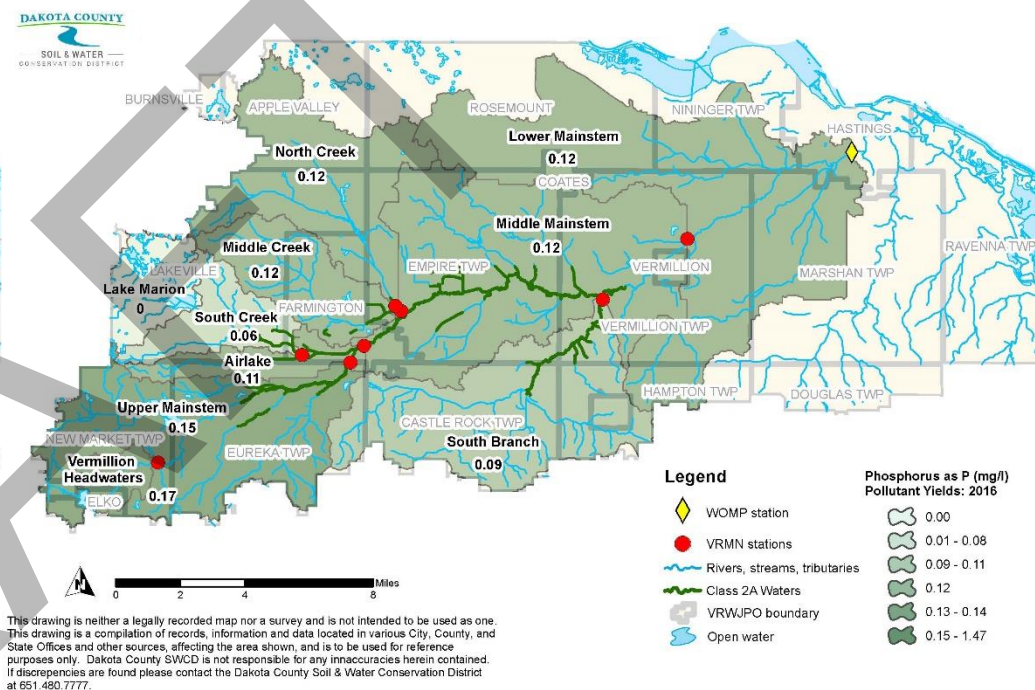 DAKOTA COUNTY
SOIL & WATER
CONSERVATION DISTRICT
BURNSVILLE
APPLE VALLEY
ROSEMOUNT
NININGER TWP
HASTINGS
Lower Mainstem
0.12
North Creek
0.12
COATES
Middle Mainstem
0.12
Middle Creek
0.12
EMPIRE TWP
VERMILLION
RAVENNA TWP
MARSHAN TWP
LAKEVILLE
Lake Marion
0
FARMINGTON
South Creek
0.06
VERMILLION TWP
Airlake
0.11
HAMPTON TWP
DOUGLAS TWP
Upper Mainstem
0.15
CASTLE ROCK TWP
NEW MARKET TWP
EUREKA TWP
South Branch
0.09
Vermillion
Headwaters
0.17
ELKO
Legend
WOMP station
VRMN stations
Rivers, streams, tributaries
Class 2A Waters
VRWJPO boundary
Open water
Phosphorus as P (mg/l)
Pollutant Yields: 2016
0.00
0.01 - 0.08
0.09 - 0.11
0.12
0.13 - 0.14
0.15 - 1.47
N
Miles
0 2 4 8
This drawing is neither a legally recorded map nor a survey and is not intended to be used as one.
This drawing is a compilation of records, information and data located in various City, County, and
State Offices and other sources, affecting the area shown, and is to be used for reference
purposes only. Dakota County SWCD is not responsible for any innaccuracies herein contained.
If discrepencies are found please contact the Dakota County Soil & Water Conservation District
at 651.480.7777.